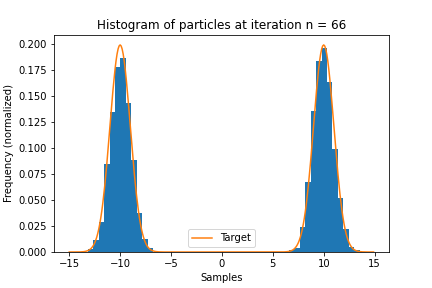 Histogram of particles at iteration n = 66
Frequency (normalized)
0.200
0.175
0.150
0.125
0.100
0.075
0.050
0.025
0.000
Target
−15 −10 −5 0 5 10 15
Samples